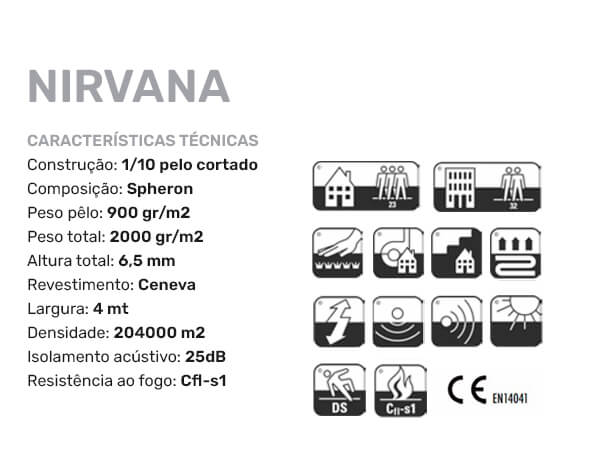 NIRVANA
CARACTERÍSTICAS TÉCNICAS
Construção: 1/10 pelo cortado
Composição: Spheron
Peso pêlo: 900 gr/m2
Peso total: 2000 gr/m2
Altura total: 6,5 mm
Revestimento: Ceneva
Largura: 4 mt
Densidade: 204000 m2
Isolamento acústivo: 25dB
Resistência ao fogo: Cfl-s1
23
32
DS
Cfl-s1
CE EN14041